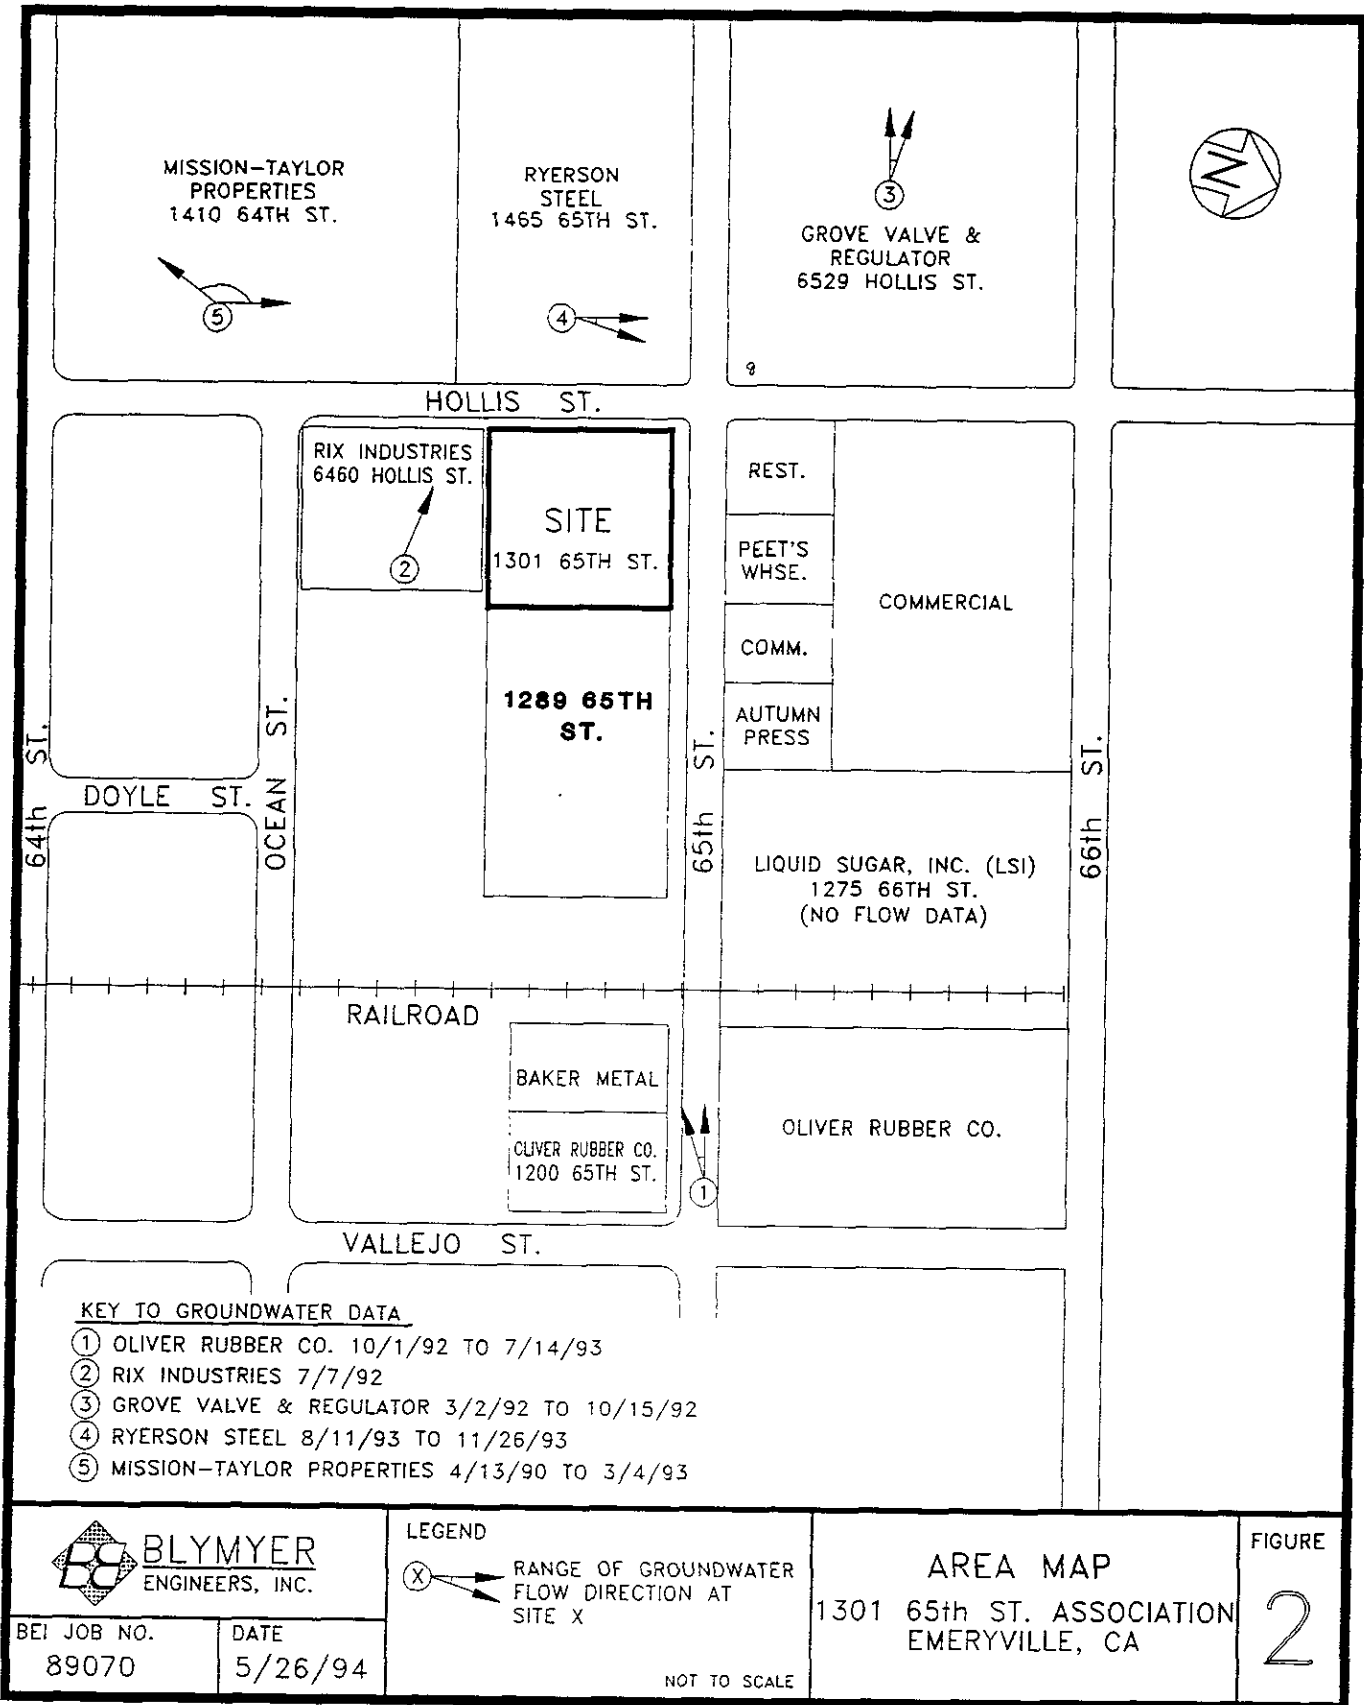 MISSION-TAYLOR
PROPERTIES
1410 64TH ST.
RYERSON
STEEL
1465 65TH ST.
3
GROVE VALVE &
REGULATOR
6529 HOLLIS ST.
N
5
4
HOLLIS ST.
RIX INDUSTRIES
6460 HOLLIS ST.
2
SITE
1301 65TH ST.
REST.
PEET'S
WHSE.
COMM.
AUTUMN
PRESS
COMMERCIAL
1289 65TH
ST.
64th ST.
DOYLE ST.
OCEAN ST.
65th ST.
66th ST.
LIQUID SUGAR, INC. (LSI)
1275 66TH ST.
(NO FLOW DATA)
RAILROAD
BAKER METAL
OLIVER RUBBER CO.
1200 65TH ST.
1
OLIVER RUBBER CO.
VALLEJO ST.
KEY TO GROUNDWATER DATA
1 OLIVER RUBBER CO. 10/1/92 TO 7/14/93
2 RIX INDUSTRIES 7/7/92
3 GROVE VALVE & REGULATOR 3/2/92 TO 10/15/92
4 RYERSON STEEL 8/11/93 TO 11/26/93
5 MISSION-TAYLOR PROPERTIES 4/13/90 TO 3/4/93
BLYMYER
ENGINEERS, INC.
BEI JOB NO.
89070
DATE
5/26/94
LEGEND
X RANGE OF GROUNDWATER
FLOW DIRECTION AT
SITE X
NOT TO SCALE
AREA MAP
1301 65th ST. ASSOCIATION
EMERYVILLE, CA
FIGURE
2